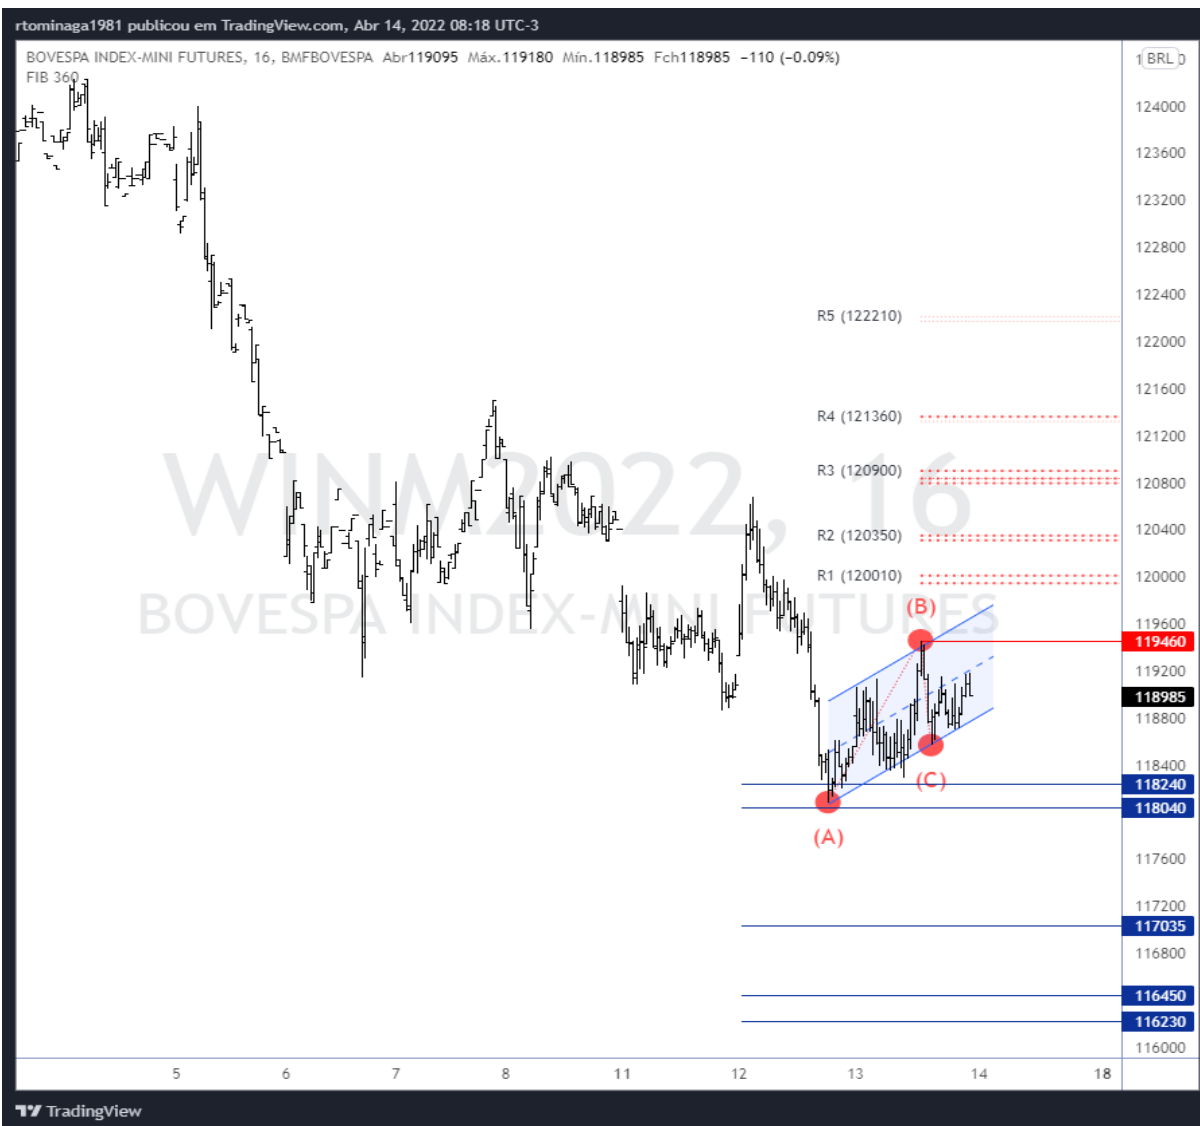 rtominaga1981 publicou em TradingView.com, Abr 14, 2022 08:18 UTC-3
BOVESPA INDEX-MINI FUTURES, 16, BMFBOVESPA Abr119095 Máx.119180 Mín.118985 Fch118985 −110 (−0.09%)
FIB 360
BRL
124000
123600
123200
122800
122400
R5 (122210)
122000
121600
R4 (121360)
121200
R3 (120900)
120800
WINM2022, 16
R2 (120350)
120400
R1 (120010)
120000
BOVESPA INDEX-MINI FUTURES
(B)
119600
119460
119200
118985
118800
118400
(C)
118240
118040
(A)
117600
117200
117035
116800
116450
116230
116000
5 6 7 8 11 12 13 14 18
TradingView